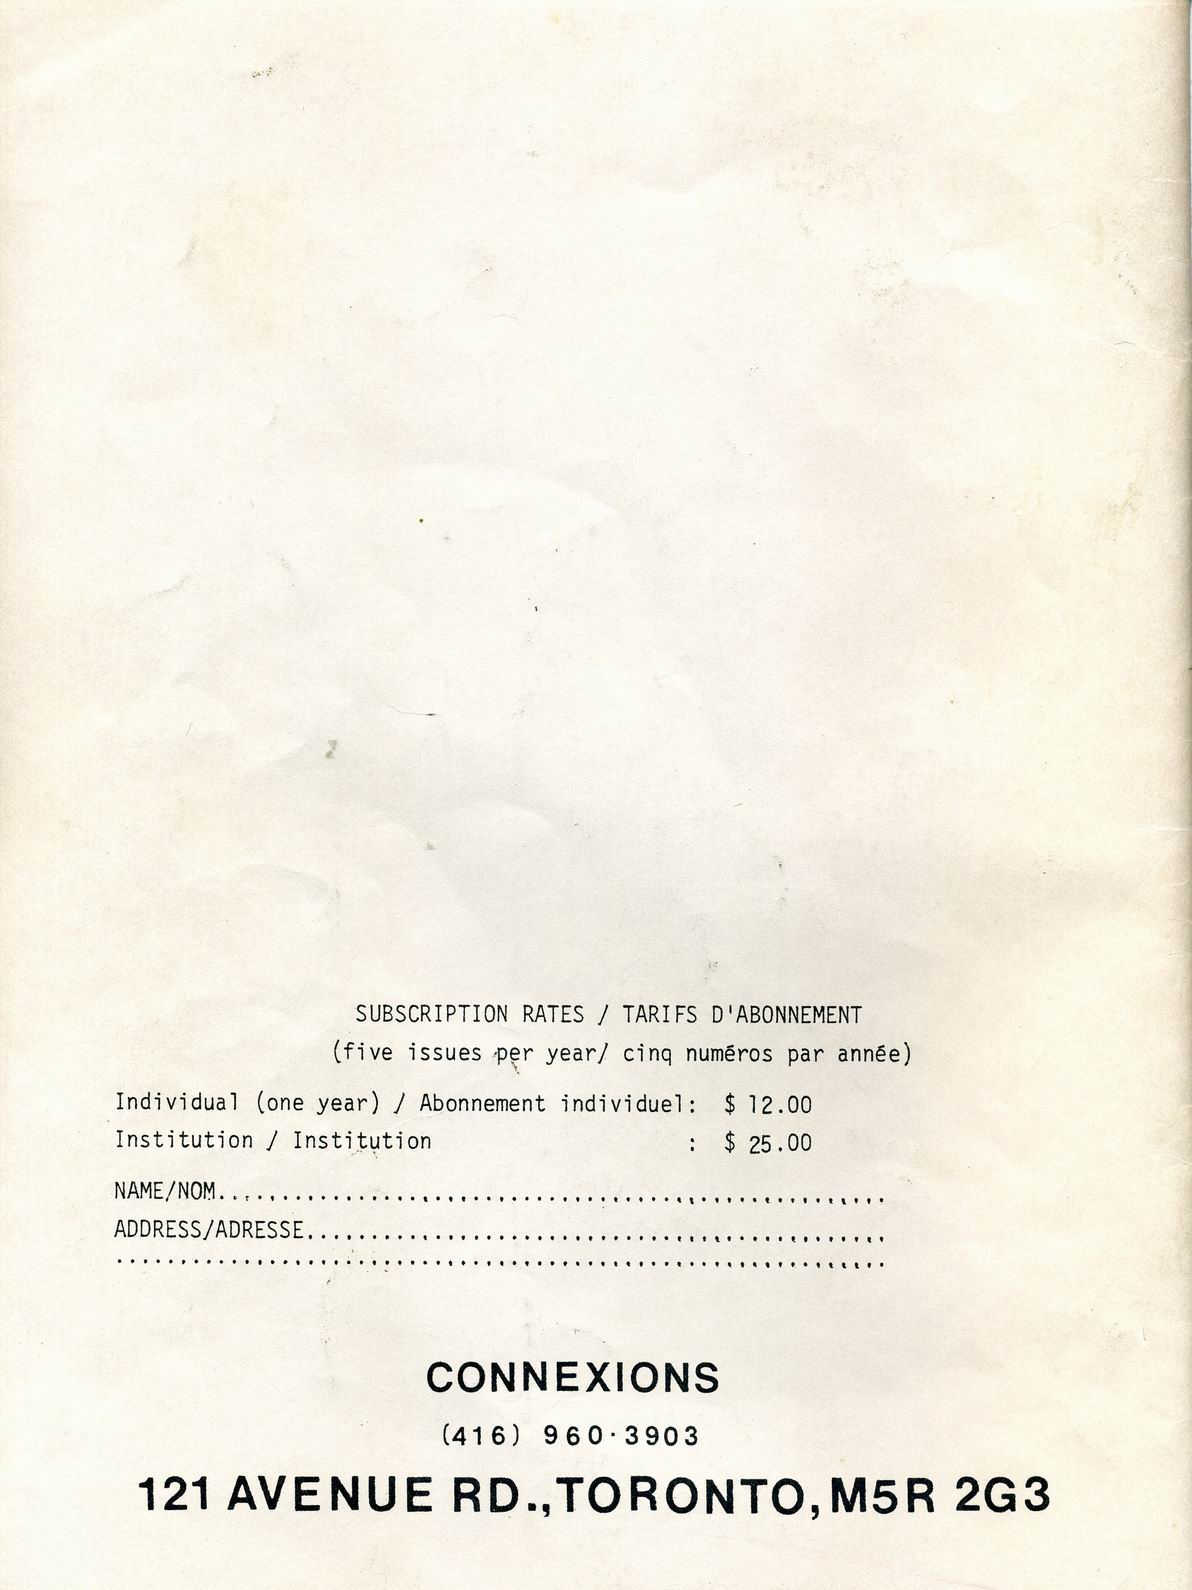 SUBSCRIPTION RATES / TARIFS D'ABONNEMENT
(five issues per year/ cinq numéros par année)
Individual (one year) / Abonnement individuel: $ 12.00
Institution / Institution : $ 25.00
NAME/NOM.....................................................
ADDRESS/ADRESSE..............................................
.............................................................
CONNEXIONS
(416) 960·3903
121 AVENUE RD.,TORONTO,M5R 2G3